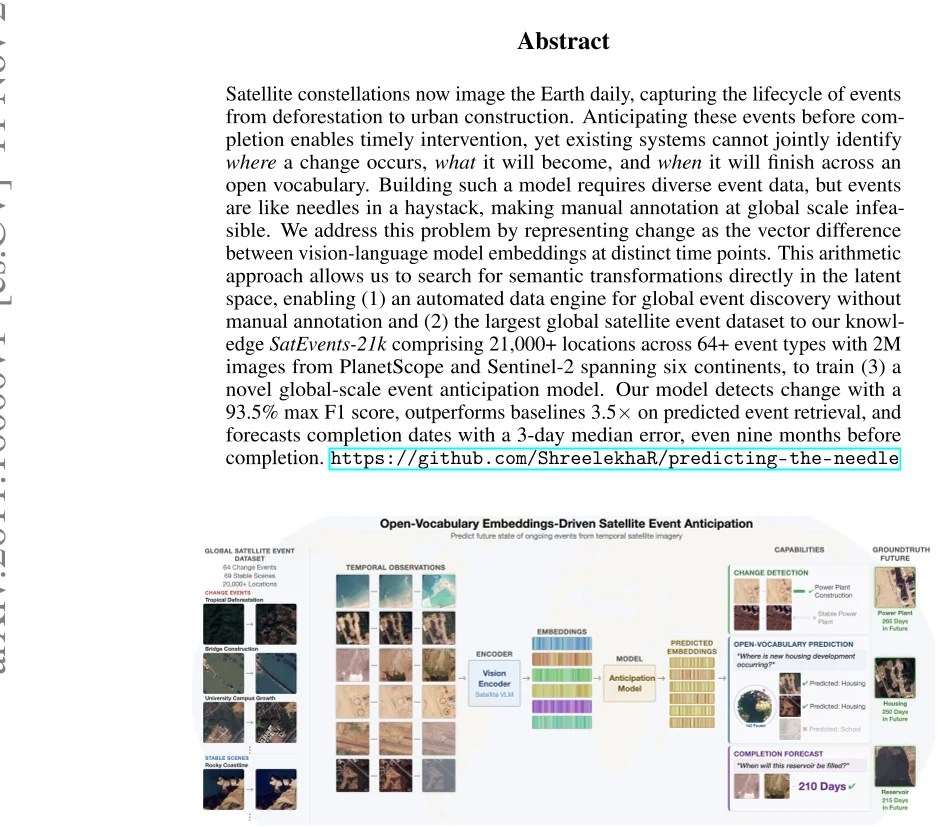 Abstract
Satellite constellations now image the Earth daily, capturing the lifecycle of events
from deforestation to urban construction. Anticipating these events before com-
pletion enables timely intervention, yet existing systems cannot jointly identify
where a change occurs, what it will become, and when it will finish across an
open vocabulary. Building such a model requires diverse event data, but events
are like needles in a haystack, making manual annotation at global scale infea-
sible. We address this problem by representing change as the vector difference
between vision-language model embeddings at distinct time points. This arithmetic
approach allows us to search for semantic transformations directly in the latent
space, enabling (1) an automated data engine for global event discovery without
manual annotation and (2) the largest global satellite event dataset to our knowl-
edge SatEvents-21k comprising 21,000+ locations across 64+ event types with 2M
images from PlanetScope and Sentinel-2 spanning six continents, to train (3) a
novel global-scale event anticipation model. Our model detects change with a
93.5% max F1 score, outperforms baselines 3.5× on predicted event retrieval, and
forecasts completion dates with a 3-day median error, even nine months before
completion. https://github.com/ShreelekhaR/predicting-the-needle
Open-Vocabulary Embeddings-Driven Satellite Event Anticipation
Predict future state of ongoing events from temporal satellite imagery
GLOBAL SATELLITE EVENT
DATASET
64 Change Events
69 Stable Scenes
20,000+ Locations
CHANGE EVENTS
Tropical Deforestation
Bridge Construction
University Campus Growth
STABLE SCENES
Rocky Coastline
TEMPORAL OBSERVATIONS
ENCODER
Vision
Encoder
Satellite VLM
EMBEDDINGS
MODEL
Anticipation
Model
PREDICTED
EMBEDDINGS
CAPABILITIES
CHANGE DETECTION
Power Plant
Construction
Stable Power
Plant
OPEN-VOCABULARY PREDICTION
"Where is new housing development
occurring?"
Predicted: Housing
Predicted: Housing
Predicted: School
COMPLETION FORECAST
"When will this reservoir be filled?"
210 Days
GROUNDTRUTH
FUTURE
Power Plant
265 Days
in Future
Housing
250 Days
in Future
Reservoir
215 Days
in Future